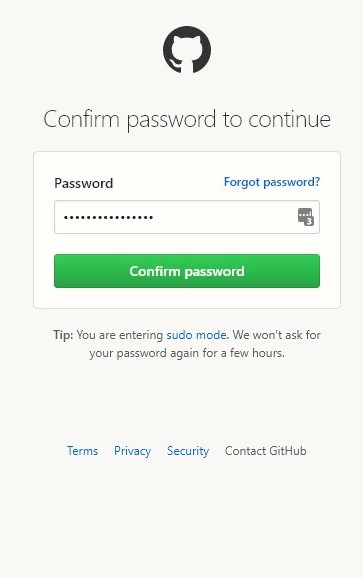 Confirm password to continue
Password Forgot password?
••••••••••••••••
3
Confirm password
Tip: You are entering sudo mode. We won't ask for
your password again for a few hours.
Terms Privacy Security Contact GitHub